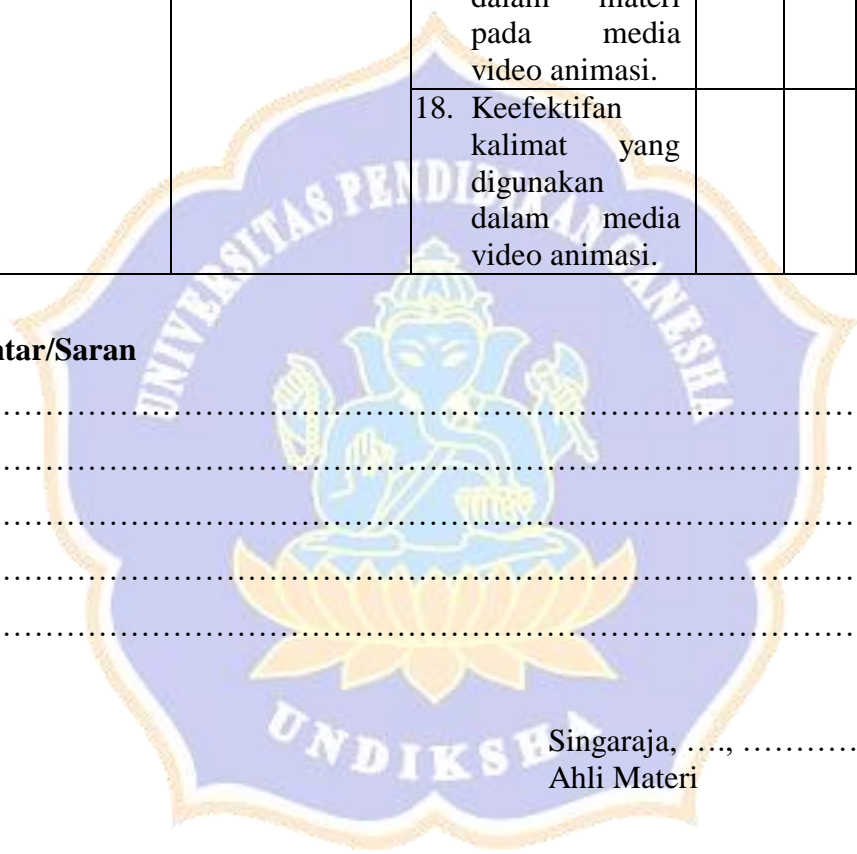 dalam materi
pada media
video animasi.
18. Keefektifan
kalimat yang
digunakan
dalam media
video animasi.
UNIVERSITAS PENDIDIKAN GANESHA
tar/Saran
……………………………………………………………………………
……………………………………………………………………………
……………………………………………………………………………
……………………………………………………………………………
……………………………………………………………………………
UNDIKSHA
Singaraja, …., ………..
Ahli Materi